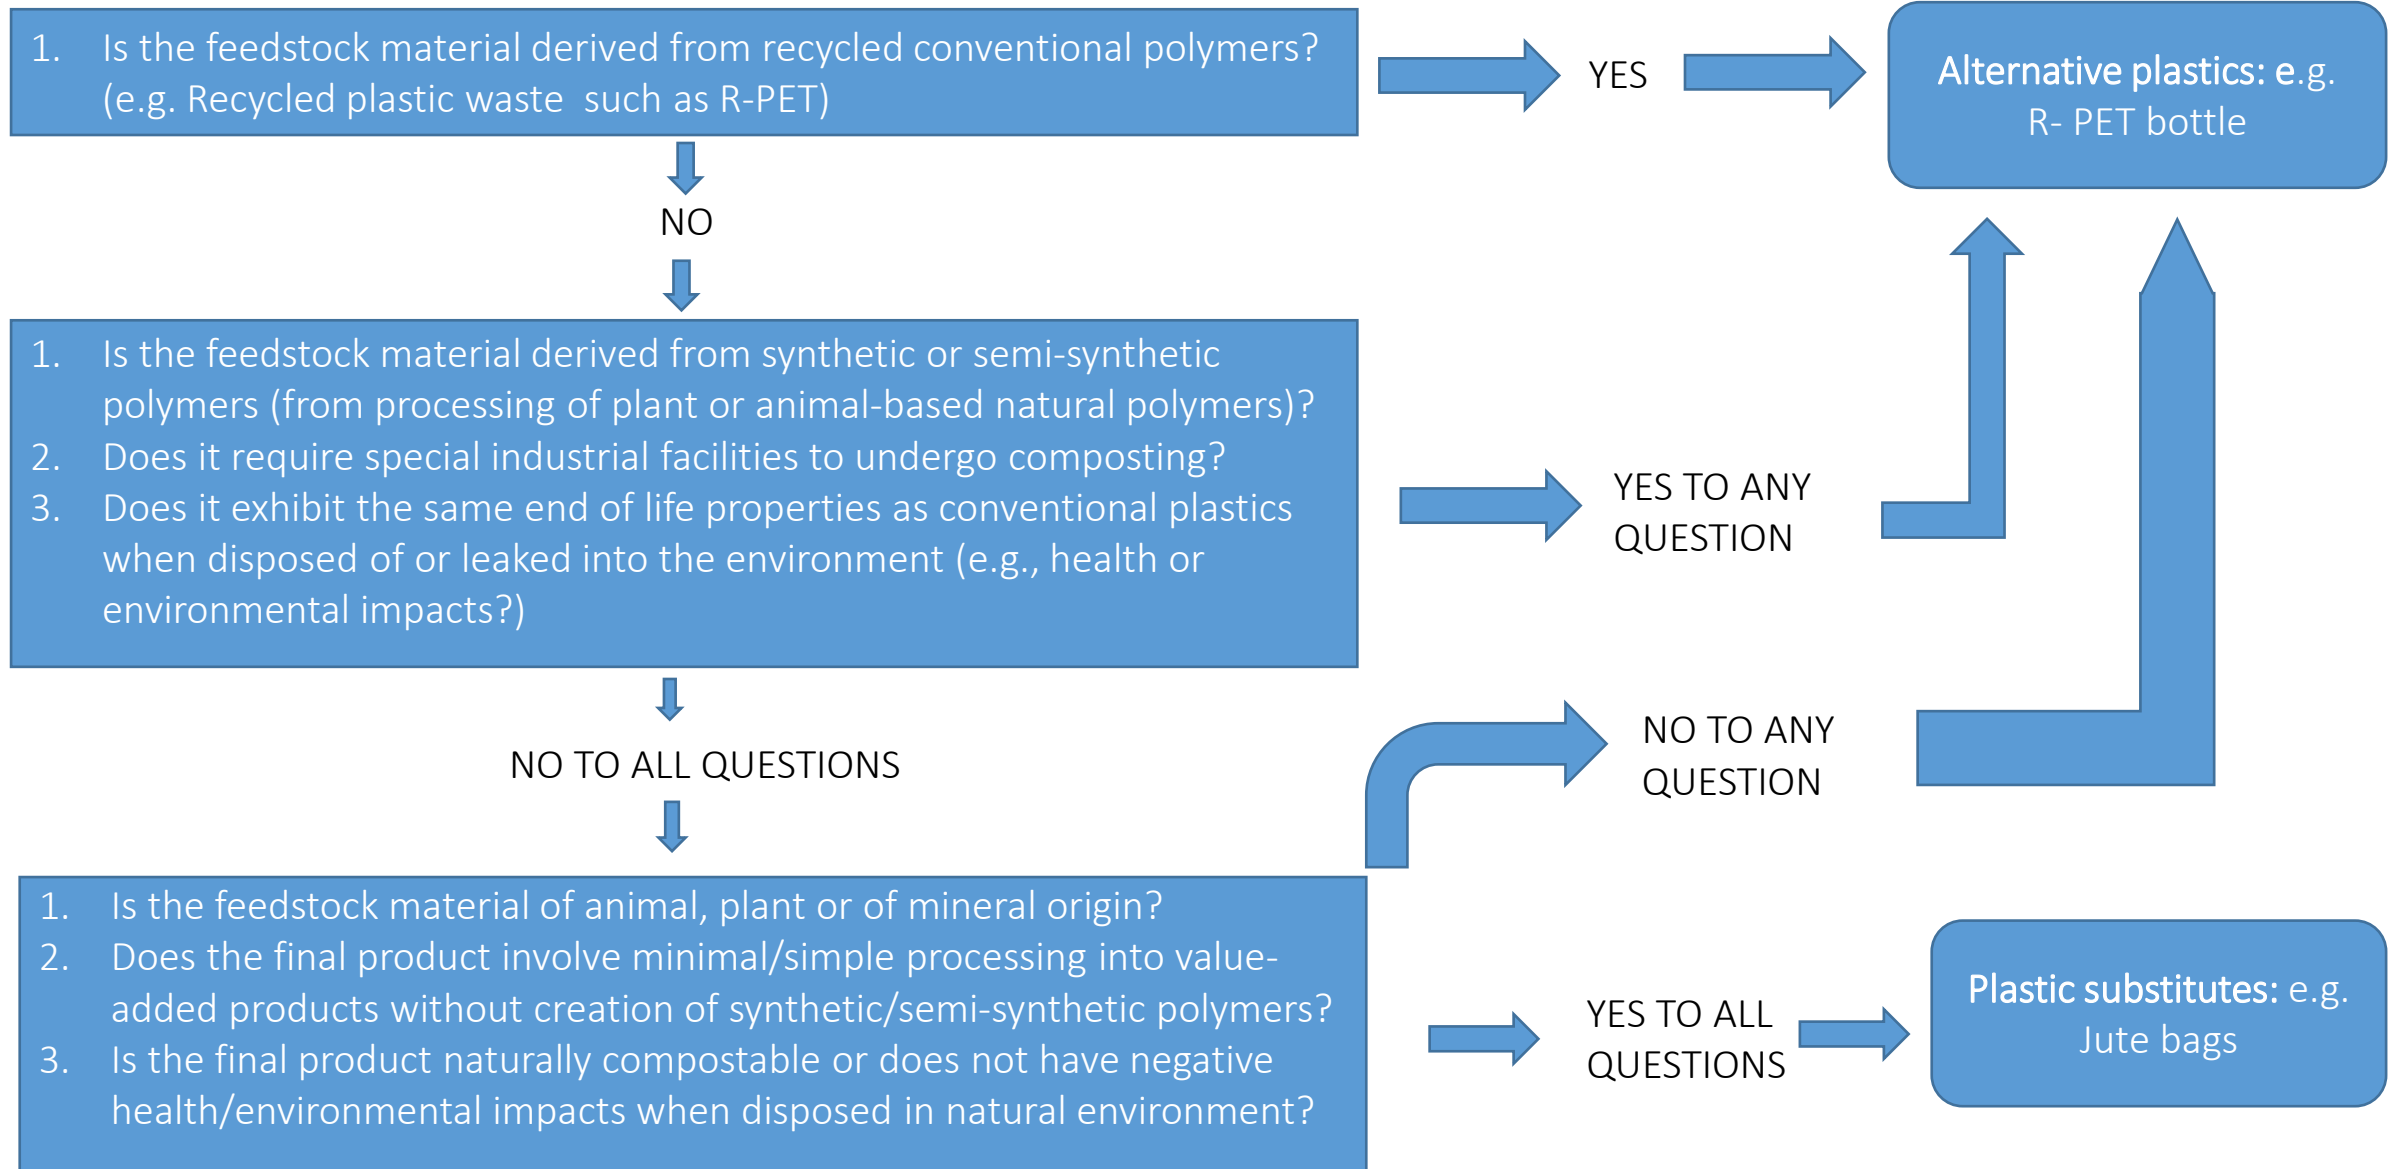 1. Is the feedstock material derived from recycled conventional polymers?
(e.g. Recycled plastic waste  such as R-PET)
YES
Alternative plastics: e.g.
R- PET bottle
NO
1. Is the feedstock material derived from synthetic or semi-synthetic
polymers (from processing of plant or animal-based natural polymers)?
2. Does it require special industrial facilities to undergo composting?
3. Does it exhibit the same end of life properties as conventional plastics
when disposed of or leaked into the environment (e.g., health or
environmental impacts?)
YES TO ANY
QUESTION
NO TO ALL QUESTIONS
NO TO ANY
QUESTION
1. Is the feedstock material of animal, plant or of mineral origin?
2. Does the final product involve minimal/simple processing into value-
added products without creation of synthetic/semi-synthetic polymers?
3. Is the final product naturally compostable or does not have negative
health/environmental impacts when disposed in natural environment?
YES TO ALL
QUESTIONS
Plastic substitutes: e.g.
Jute bags